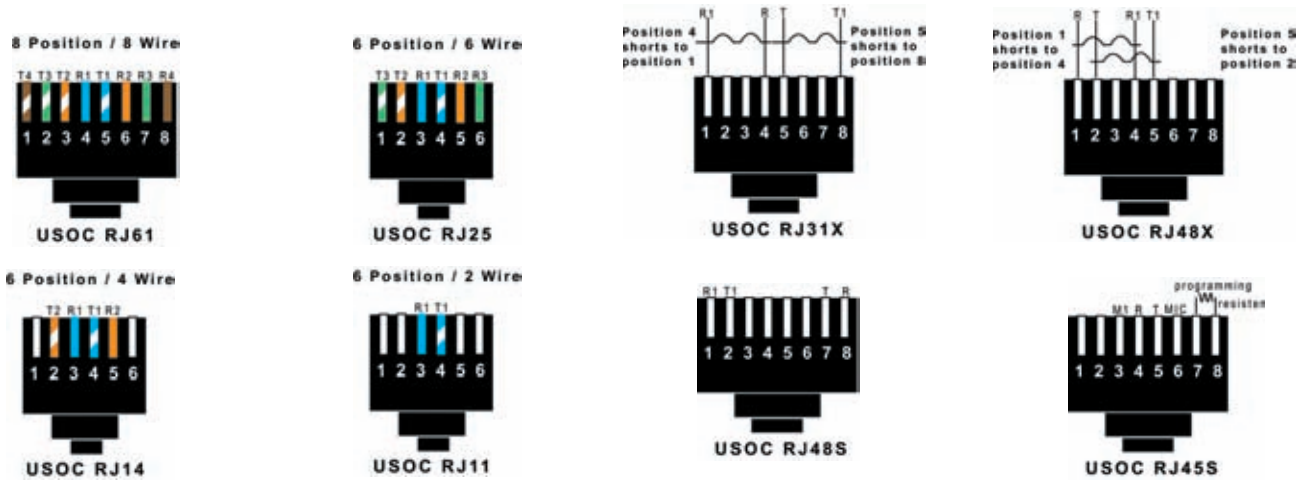 8 Position / 8 Wire
T4 T3 T2 R1 T1 R2 R3 R4
1 2 3 4 5 6 7 8
USOC RJ61
6 Position / 6 Wire
T3 T2 R1 T1 R2 R3
1 2 3 4 5 6
USOC RJ25
R1 R T T1
Position 4
shorts to
position 1
Position 5
shorts to
position 8
1 2 3 4 5 6 7 8
USOC RJ31X
R T R1 T1
Position 1
shorts to
position 4
Position 5
shorts to
position 2
1 2 3 4 5 6 7 8
USOC RJ48X
6 Position / 4 Wire
T2 R1 T1 R2
1 2 3 4 5 6
USOC RJ14
6 Position / 2 Wire
R1 T1
1 2 3 4 5 6
USOC RJ11
R1 T1 T R
1 2 3 4 5 6 7 8
USOC RJ48S
programming
resisten
M1 R T MIC
1 2 3 4 5 6 7 8
USOC RJ45S